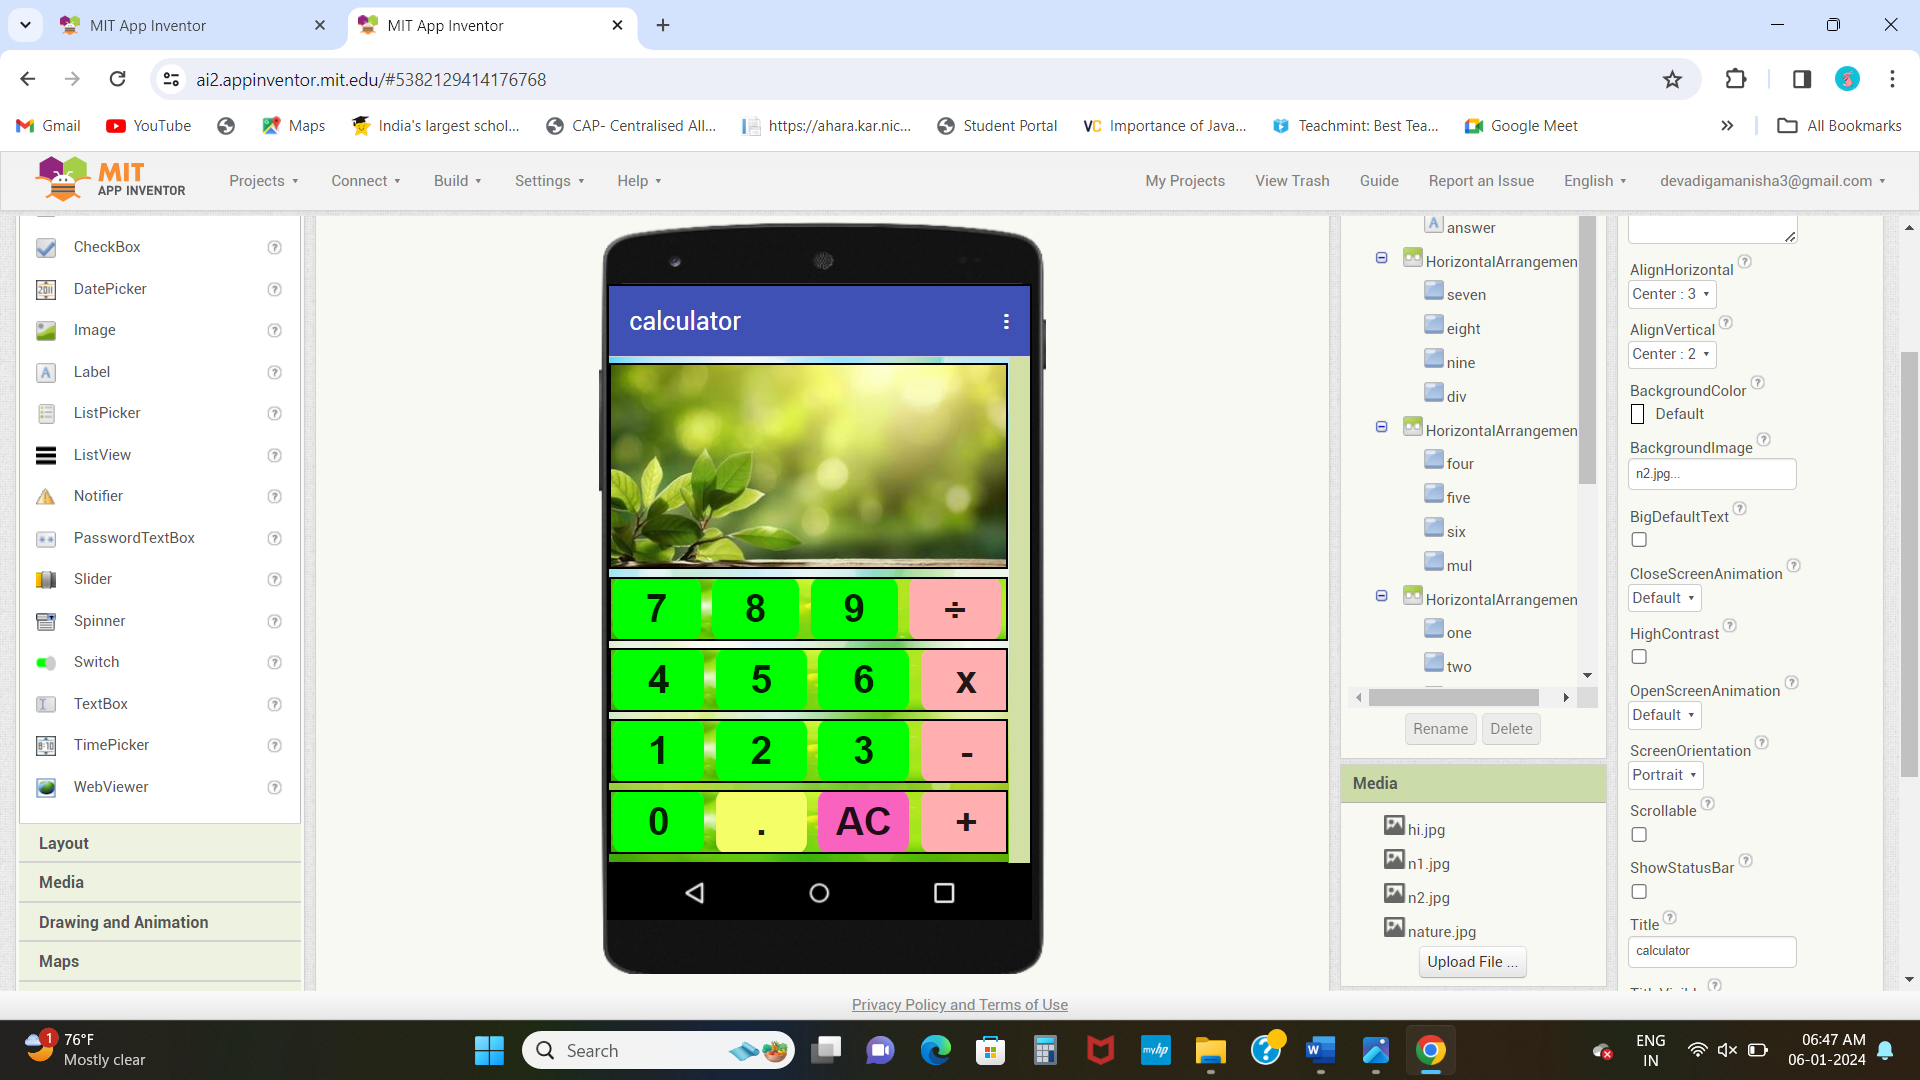 MIT App Inventor
MIT App Inventor
ai2.appinventor.mit.edu/#5382129414176768
Gmail
YouTube
Maps
India's largest schol...
CAP- Centralised All...
https://ahara.kar.nic...
Student Portal
VC Importance of Java...
Teachmint: Best Tea...
Google Meet
All Bookmarks
MIT
APP INVENTOR
Projects
Connect
Build
Settings
Help
My Projects
View Trash
Guide
Report an Issue
English
devadigamanisha3@gmail.com
CheckBox
DatePicker
Image
Label
ListPicker
ListView
Notifier
PasswordTextBox
Slider
Spinner
Switch
TextBox
TimePicker
WebViewer
Layout
Media
Drawing and Animation
Maps
calculator
7 8 9 ÷
4 5 6 x
1 2 3 -
0 . AC +
answer
HorizontalArrangemen
seven
eight
nine
div
HorizontalArrangemen
four
five
six
mul
HorizontalArrangemen
one
two
Rename
Delete
Media
hi.jpg
n1.jpg
n2.jpg
nature.jpg
Upload File ...
AlignHorizontal
Center : 3
AlignVertical
Center : 2
BackgroundColor
Default
BackgroundImage
n2.jpg...
BigDefaultText
CloseScreenAnimation
Default
HighContrast
OpenScreenAnimation
Default
ScreenOrientation
Portrait
Scrollable
ShowStatusBar
Title
calculator
Privacy Policy and Terms of Use
1
76°F
Mostly clear
Search
myhp
ENG
IN
06:47 AM
06-01-2024